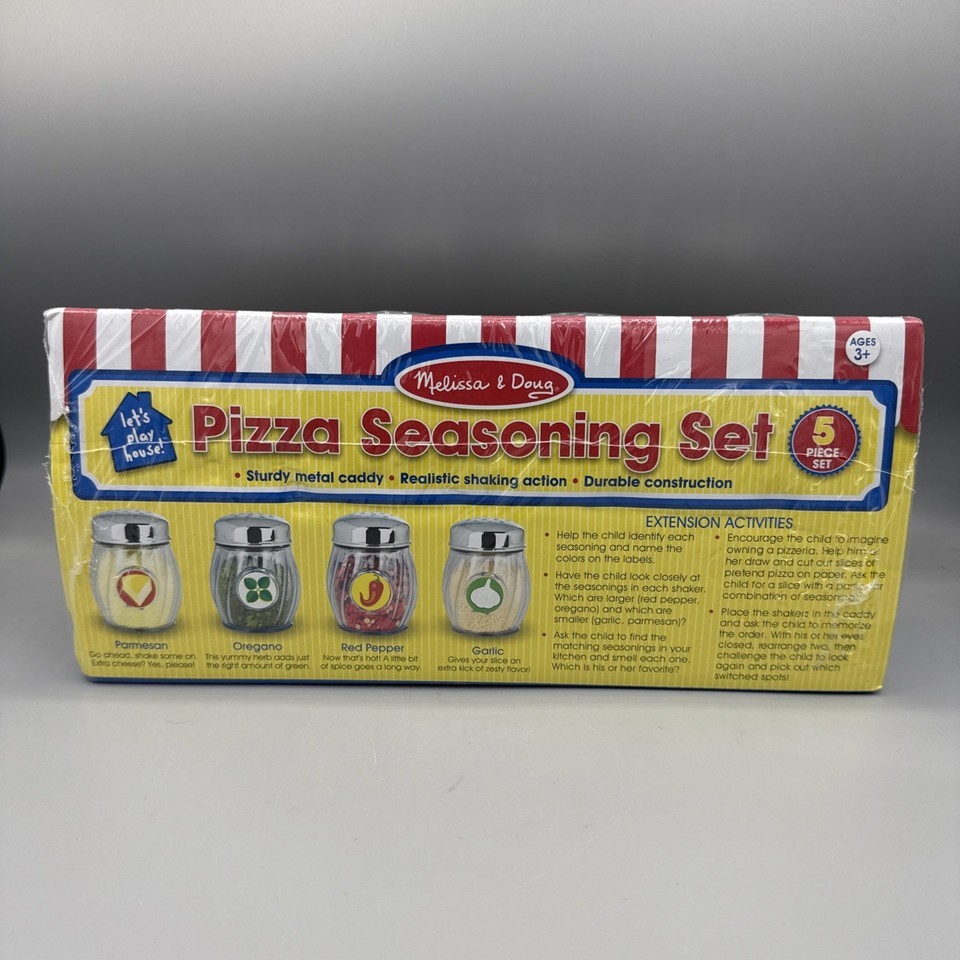 AGES
3+
Melissa & Doug
let's
play
house!
Pizza Seasoning Set
5
PIECE
SET
• Sturdy metal caddy • Realistic shaking action • Durable construction
Parmesan
Go ahead, shake some on.
Extra cheese? Yes, please!
Oregano
This yummy herb adds just
the right amount of green.
Red Pepper
Now that's hot! A little bit
of spice goes a long way.
Garlic
Gives your slice an
extra kick of zesty flavor!
EXTENSION ACTIVITIES
• Help the child identify each
seasoning and name the
colors on the labels.
• Have the child look closely at
the seasonings in each shaker.
Which are larger (red pepper,
oregano) and which are
smaller (garlic, parmesan)?
• Ask the child to find the
matching seasonings in your
kitchen and smell each one.
Which is his or her favorite?
• Encourage the child to imagine
owning a pizzeria. Help him or
her draw and cut out slices of
pretend pizza on paper. Ask the
child for a slice with a particular
combination of seasonings.
• Place the shakers in the caddy
and ask the child to memorize
the order. With his or her eyes
closed, rearrange two, then
challenge the child to look
again and pick out which
switched spots!